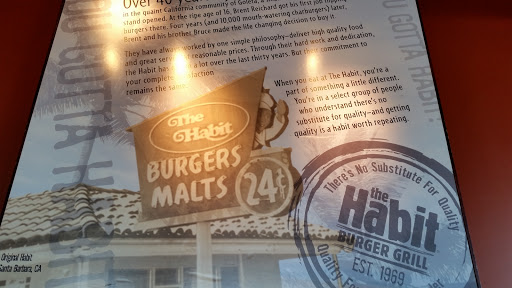 Over 40
in the quaint California community of Goleta, a
stand opened. At the ripe age of 16, Brent Reichard got his first job flipping
burgers there. Four years (and 10,000 mouth-watering charburgers) later,
Brent and his brother Bruce made the life changing decision to buy it
They have always worked by one simple philosophy—deliver high quality food
and great service at reasonable prices. Through their hard work and dedication,
The Habit has a lot over the last thirty years. But their commitment to
your complete satisfaction
remains the same.
When you eat at The Habit, you're a
part of something a little different.
You're in a select group of people
who understand there's no
substitute for quality—and getting
quality is a habit worth repeating.
GOTTA HABIT!
The
Habit
BURGERS
MALTS
24¢
There's No Substitute For Quality
the
Habit
BURGER GRILL
EST. 1969
Original Habit
Santa Barbara, CA